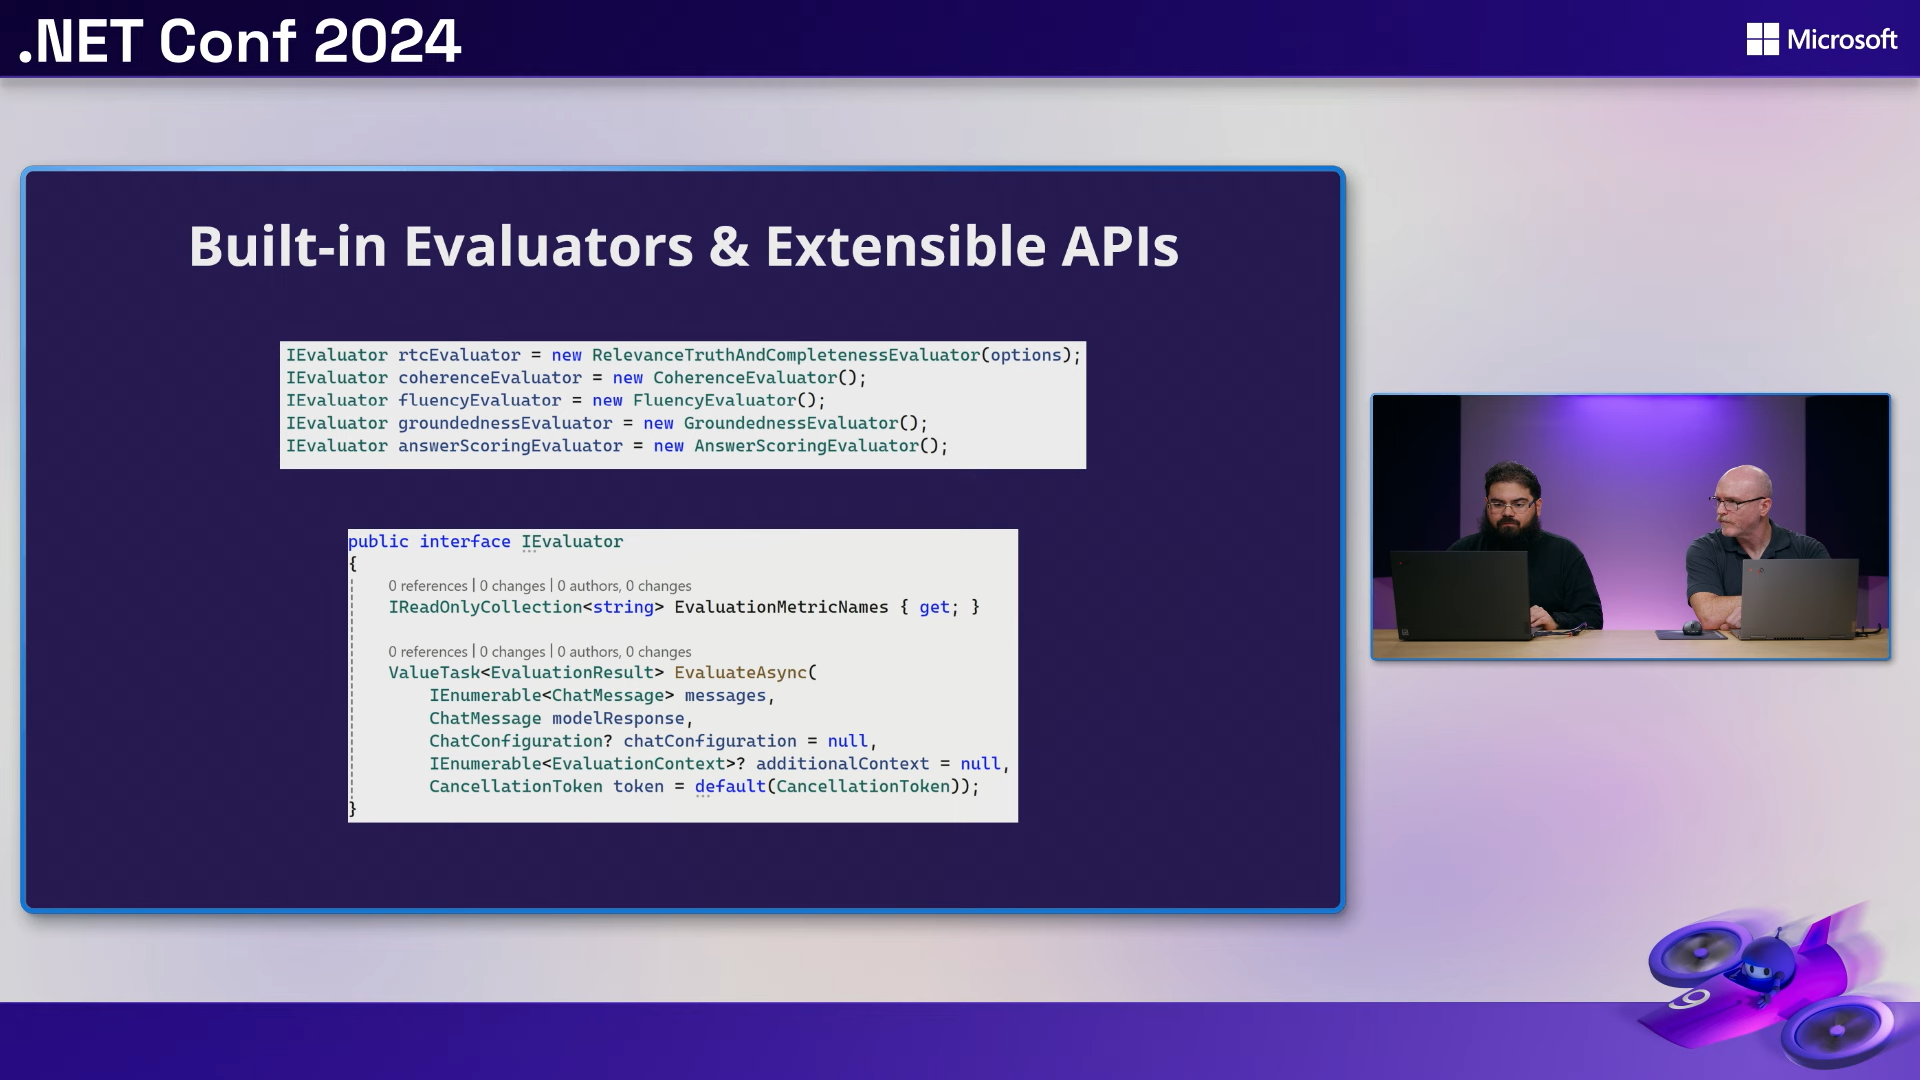 .NET Conf 2024
Microsoft
Built-in Evaluators & Extensible APIs
IEvaluator rtcEvaluator = new RelevanceTruthAndCompletenessEvaluator(options);
IEvaluator coherenceEvaluator = new CoherenceEvaluator();
IEvaluator fluencyEvaluator = new FluencyEvaluator();
IEvaluator groundednessEvaluator = new GroundednessEvaluator();
IEvaluator answerScoringEvaluator = new AnswerScoringEvaluator();
public interface IEvaluator
{
0 references | 0 changes | 0 authors, 0 changes
IReadOnlyCollection<string> EvaluationMetricNames { get; }
0 references | 0 changes | 0 authors, 0 changes
ValueTask<EvaluationResult> EvaluateAsync(
IEnumerable<ChatMessage> messages,
ChatMessage modelResponse,
ChatConfiguration? chatConfiguration = null,
IEnumerable<EvaluationContext>? additionalContext = null,
CancellationToken token = default(CancellationToken));
}
9